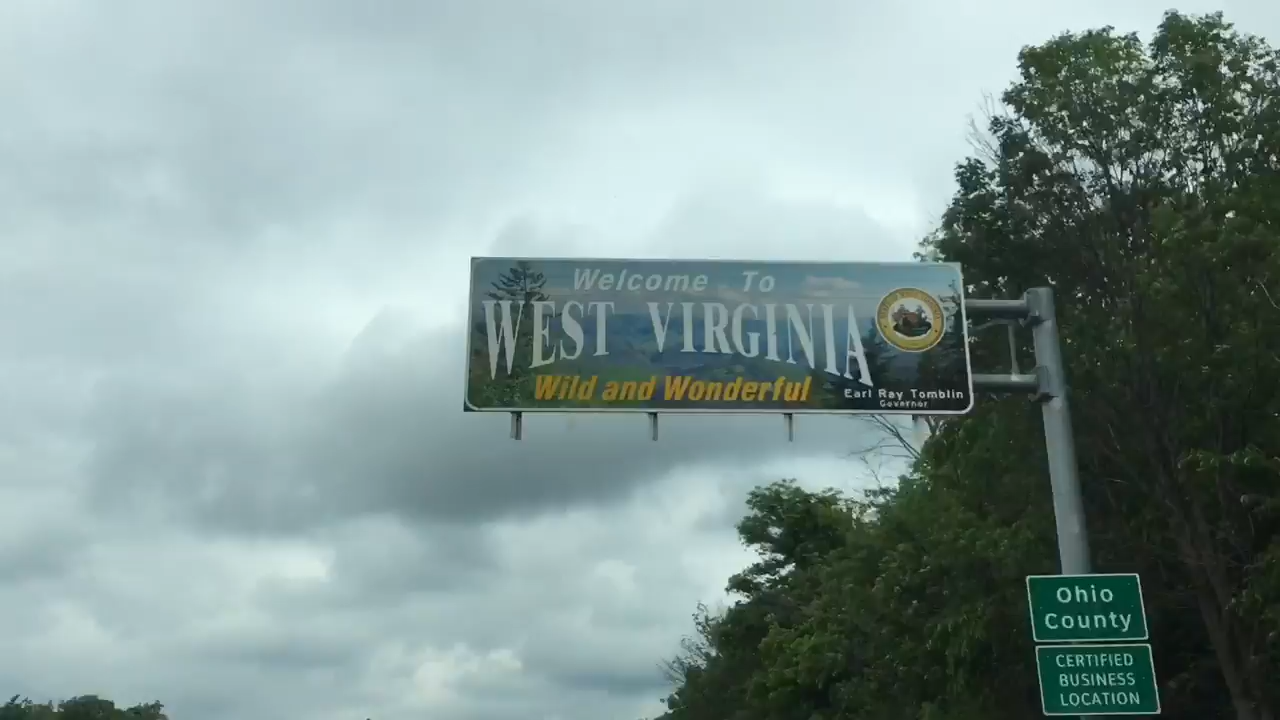 Welcome To
WEST VIRGINIA
Wild and Wonderful
Earl Ray Tomblin
Governor
Ohio
County
CERTIFIED
BUSINESS
LOCATION